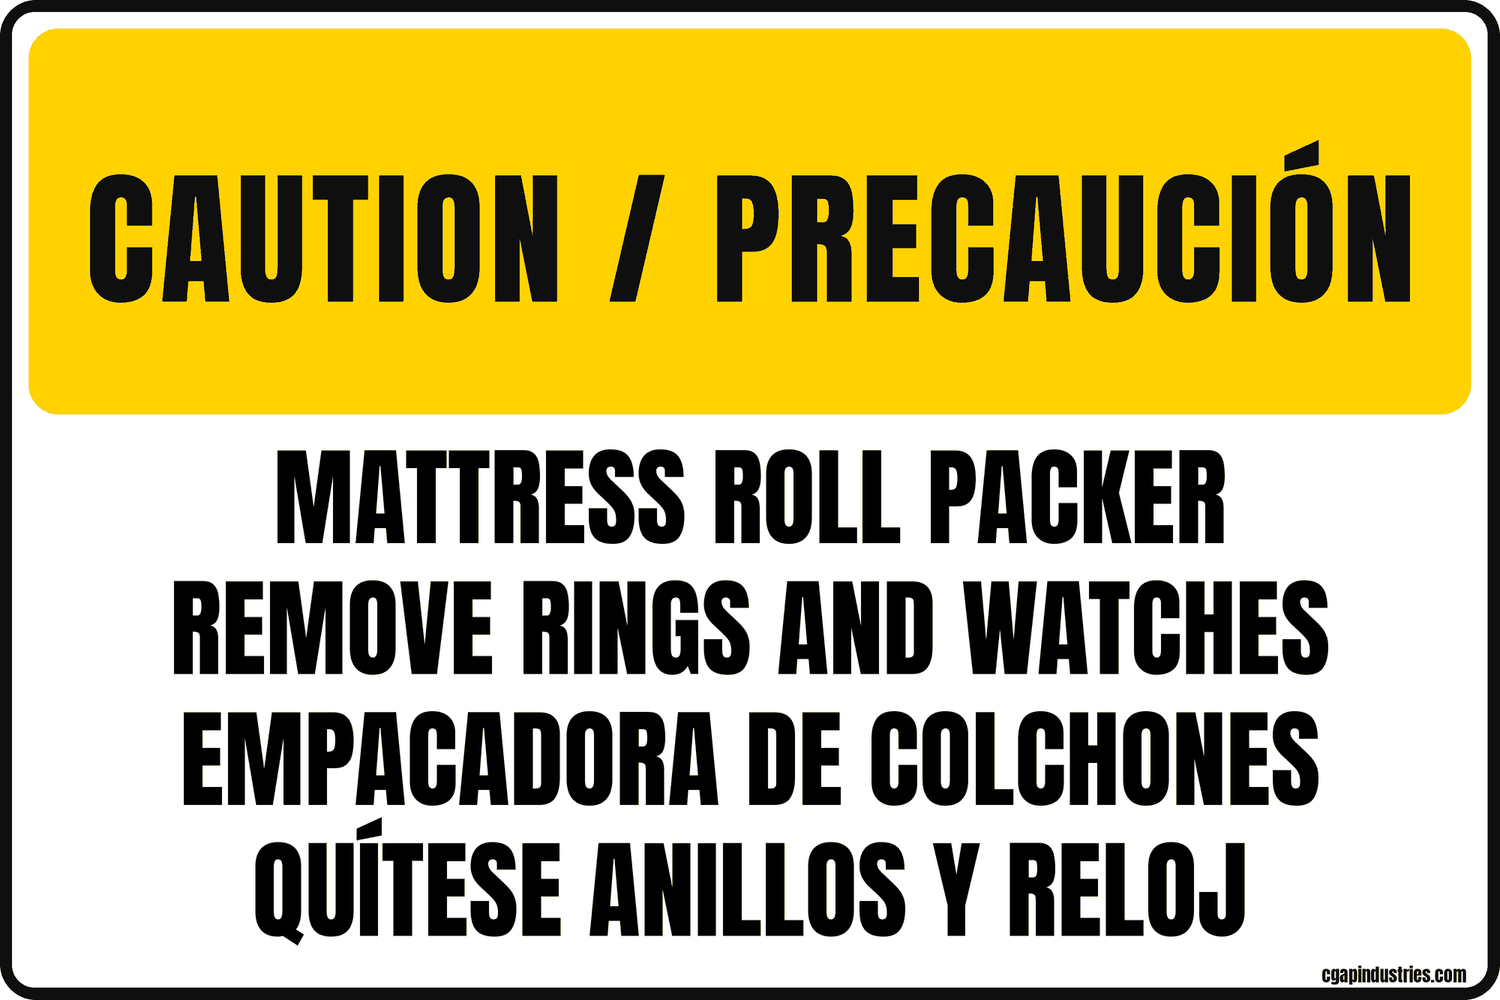 CAUTION / PRECAUCIÓN
MATTRESS ROLL PACKER
REMOVE RINGS AND WATCHES
EMPACADORA DE COLCHONES
QUÍTESE ANILLOS Y RELOJ
cgapindustries.com